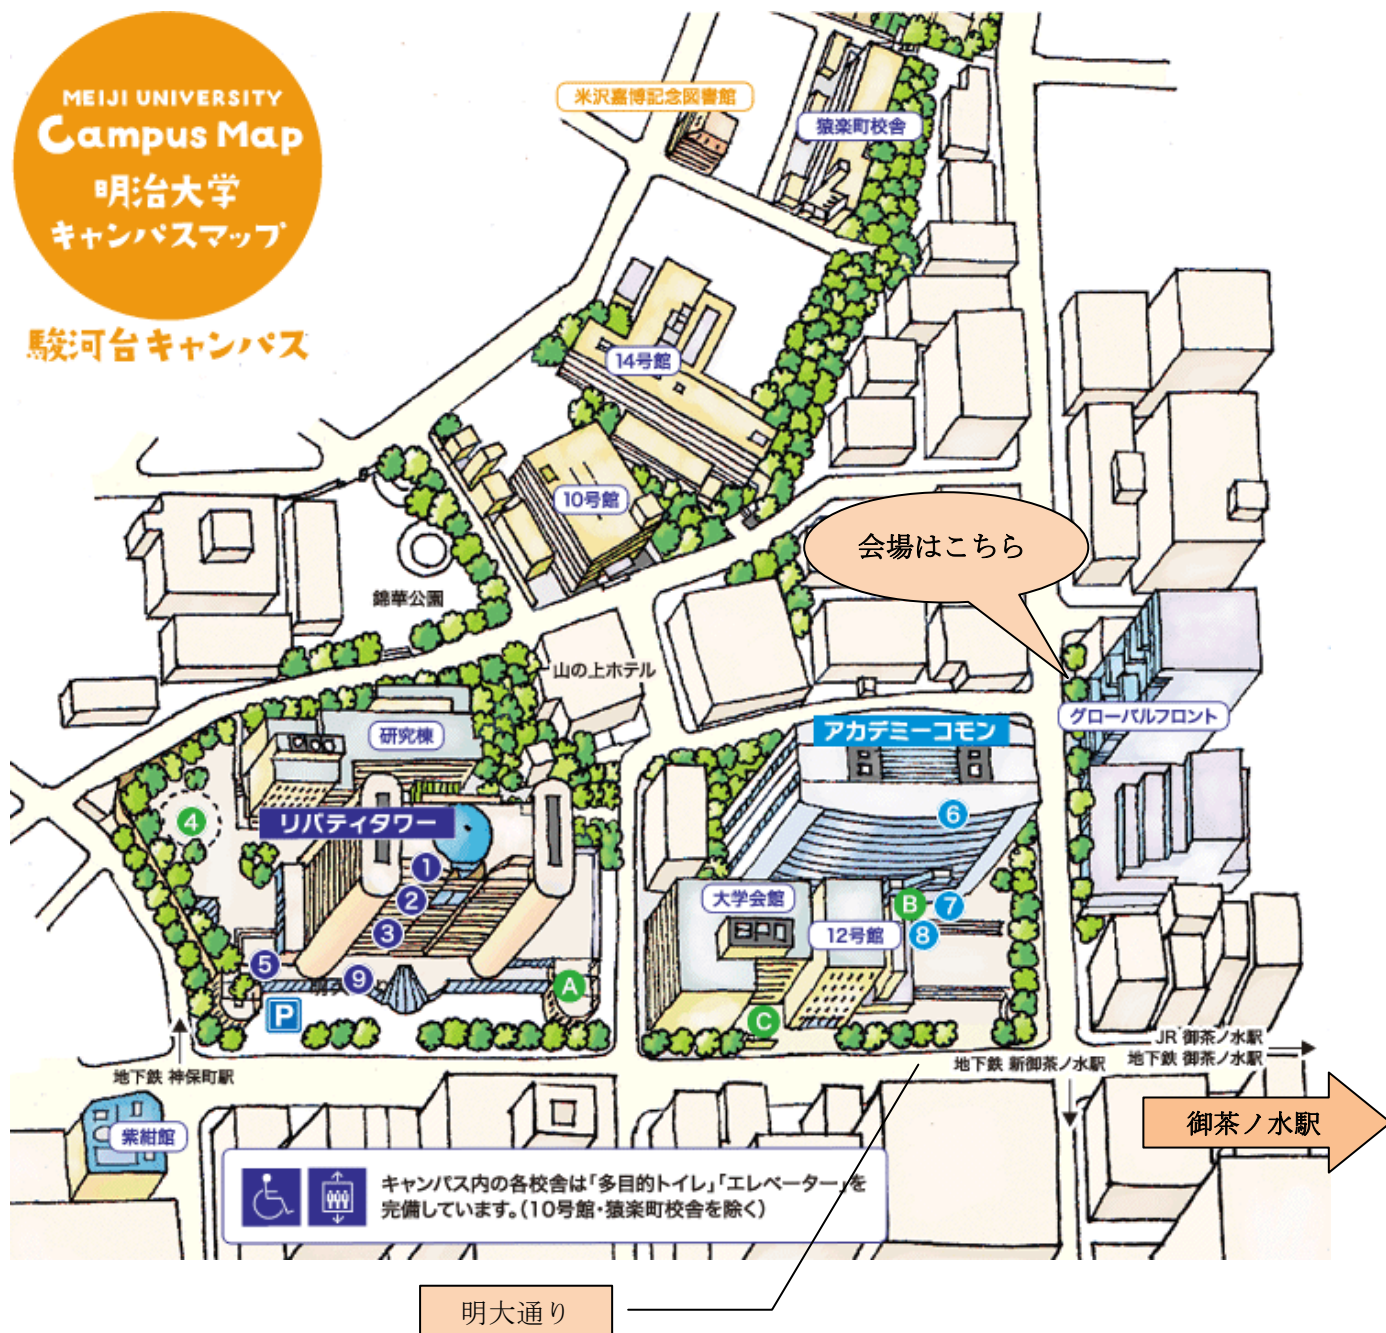 MEIJI UNIVERSITY
Campus Map
明治大学
キャンパスマップ
駿河台キャンパス
米沢嘉博記念図書館
猿楽町校舎
14号館
10号館
会場はこちら
錦華公園
山の上ホテル
グローバルフロント
研究棟
アカデミーコモン
リバティタワー
4
6
1
2
3
大学会館
B
7
12号館
8
5
9
A
P
C
地下鉄 神保町駅
JR 御茶ノ水駅
地下鉄 新御茶ノ水駅
地下鉄 御茶ノ水駅
御茶ノ水駅
紫紺館
キャンパス内の各校舎は「多目的トイレ」「エレベーター」を
完備しています。(10号館・猿楽町校舎を除く)
明大通り